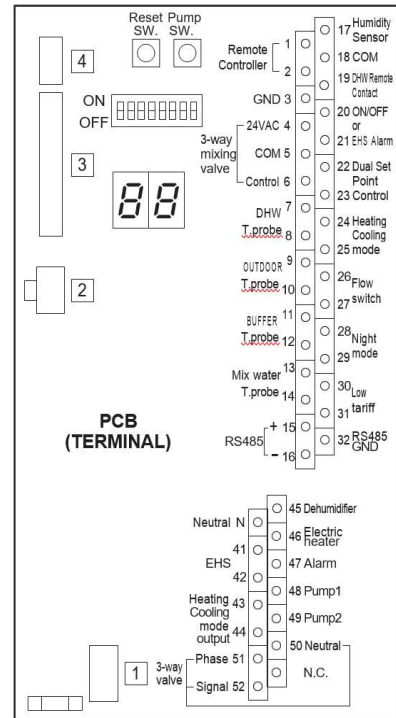 Reset Pump
SW. SW.
4
ON
OFF
3
88
2
PCB
(TERMINAL)
1
Remote
Controller
1
2
GND 3
3-way
mixing
valve
24VAC 4
COM 5
Control 6
DHW
T.probe
7
8
OUTDOOR
T.probe
9
10
BUFFER
T.probe
11
12
Mix water
T.probe
13
14
RS485
+ 15
- 16
17 Humidity
Sensor
18 COM
19 DHW Remote
Contact
20 ON/OFF
or
21 EHS Alarm
22 Dual Set
Point
23 Control
24 Heating
Cooling
25 mode
26
Flow
switch
27
28
Night
mode
29
30
Low
tariff
31
32 RS485
GND
Neutral N
41
EHS
42
Heating
Cooling
mode
output
43
44
3-way
valve
Phase 51
Signal 52
45 Dehumidifier
46 Electric
heater
47 Alarm
48 Pump1
49 Pump2
50 Neutral
N.C.